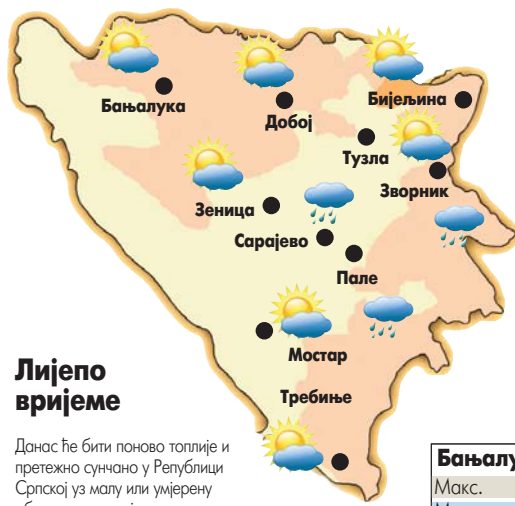 Бањалука
Добој
Бијељина
Тузла
Зворник
Зеница
Сарајево
Пале
Мостар
Требиње
Лијепо
вријеме
Данас ће бити поново топлије и
претежно сунчано у Републици
Српској уз малу или умјерену
Макс.